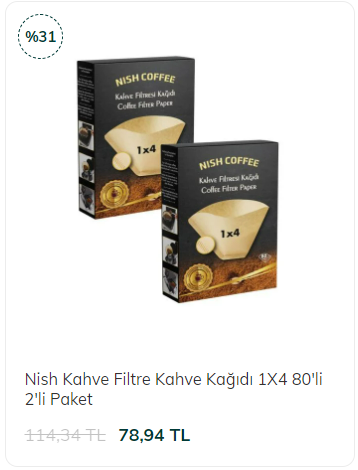 %31
NISH COFFEE
Kahve Filtresi Kağıdı
Coffee Filter Paper
1x4
NISH COFFEE
Kahve Filtresi Kağıdı
Coffee Filter Paper
1x4
Nish Kahve Filtre Kahve Kağıdı 1X4 80'li
2'li Paket
114,34 TL 78,94 TL